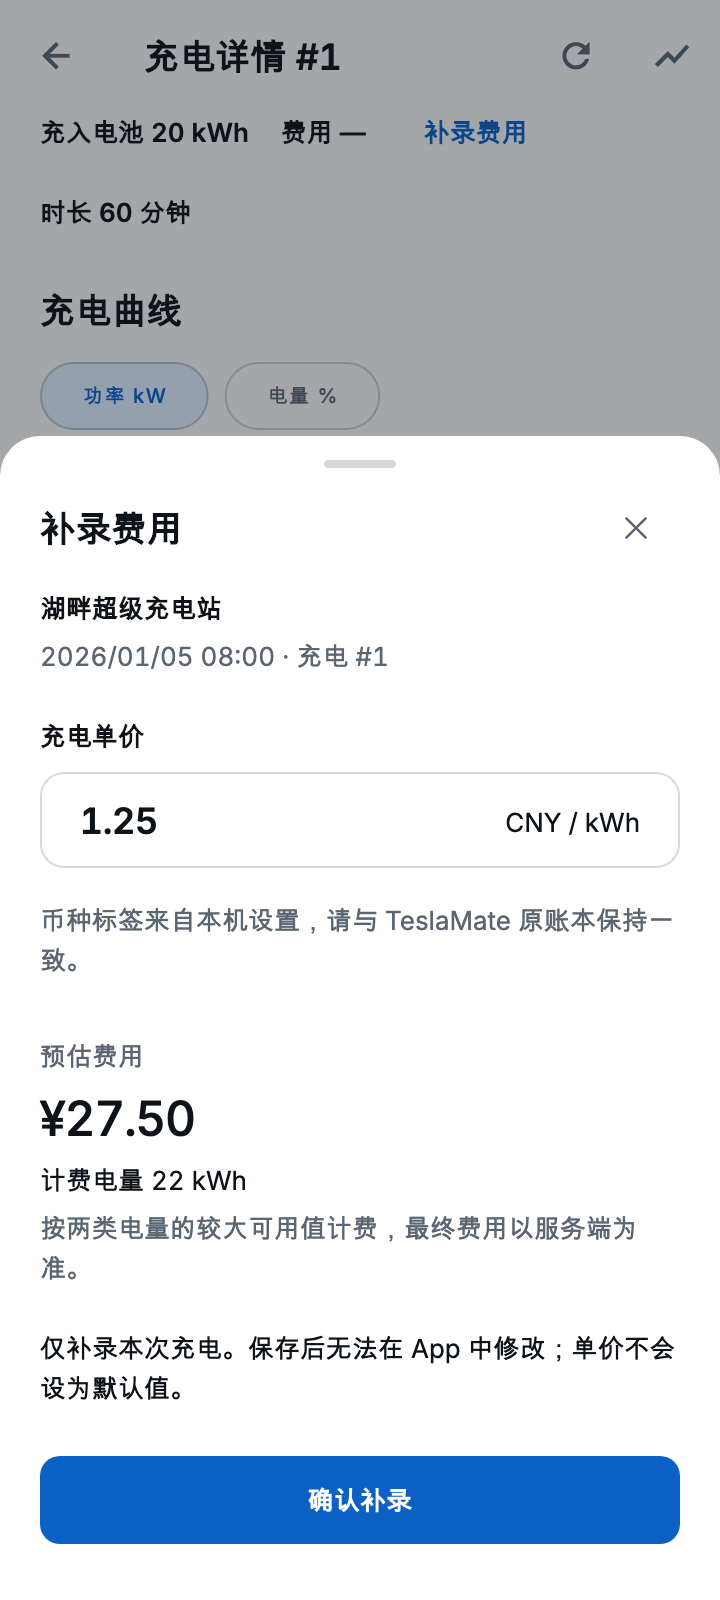 充电详情 #1
充入电池 20 kWh 费用 — 补录费用
时长 60 分钟
充电曲线
功率 kW 电量 %
补录费用
湖畔超级充电站
2026/01/05 08:00 · 充电 #1
充电单价
1.25 CNY / kWh
币种标签来自本机设置，请与 TeslaMate 原账本保持一
致。
预估费用
¥27.50
计费电量 22 kWh
按两类电量的较大可用值计费，最终费用以服务端为
准。
仅补录本次充电。保存后无法在 App 中修改；单价不会
设为默认值。
确认补录